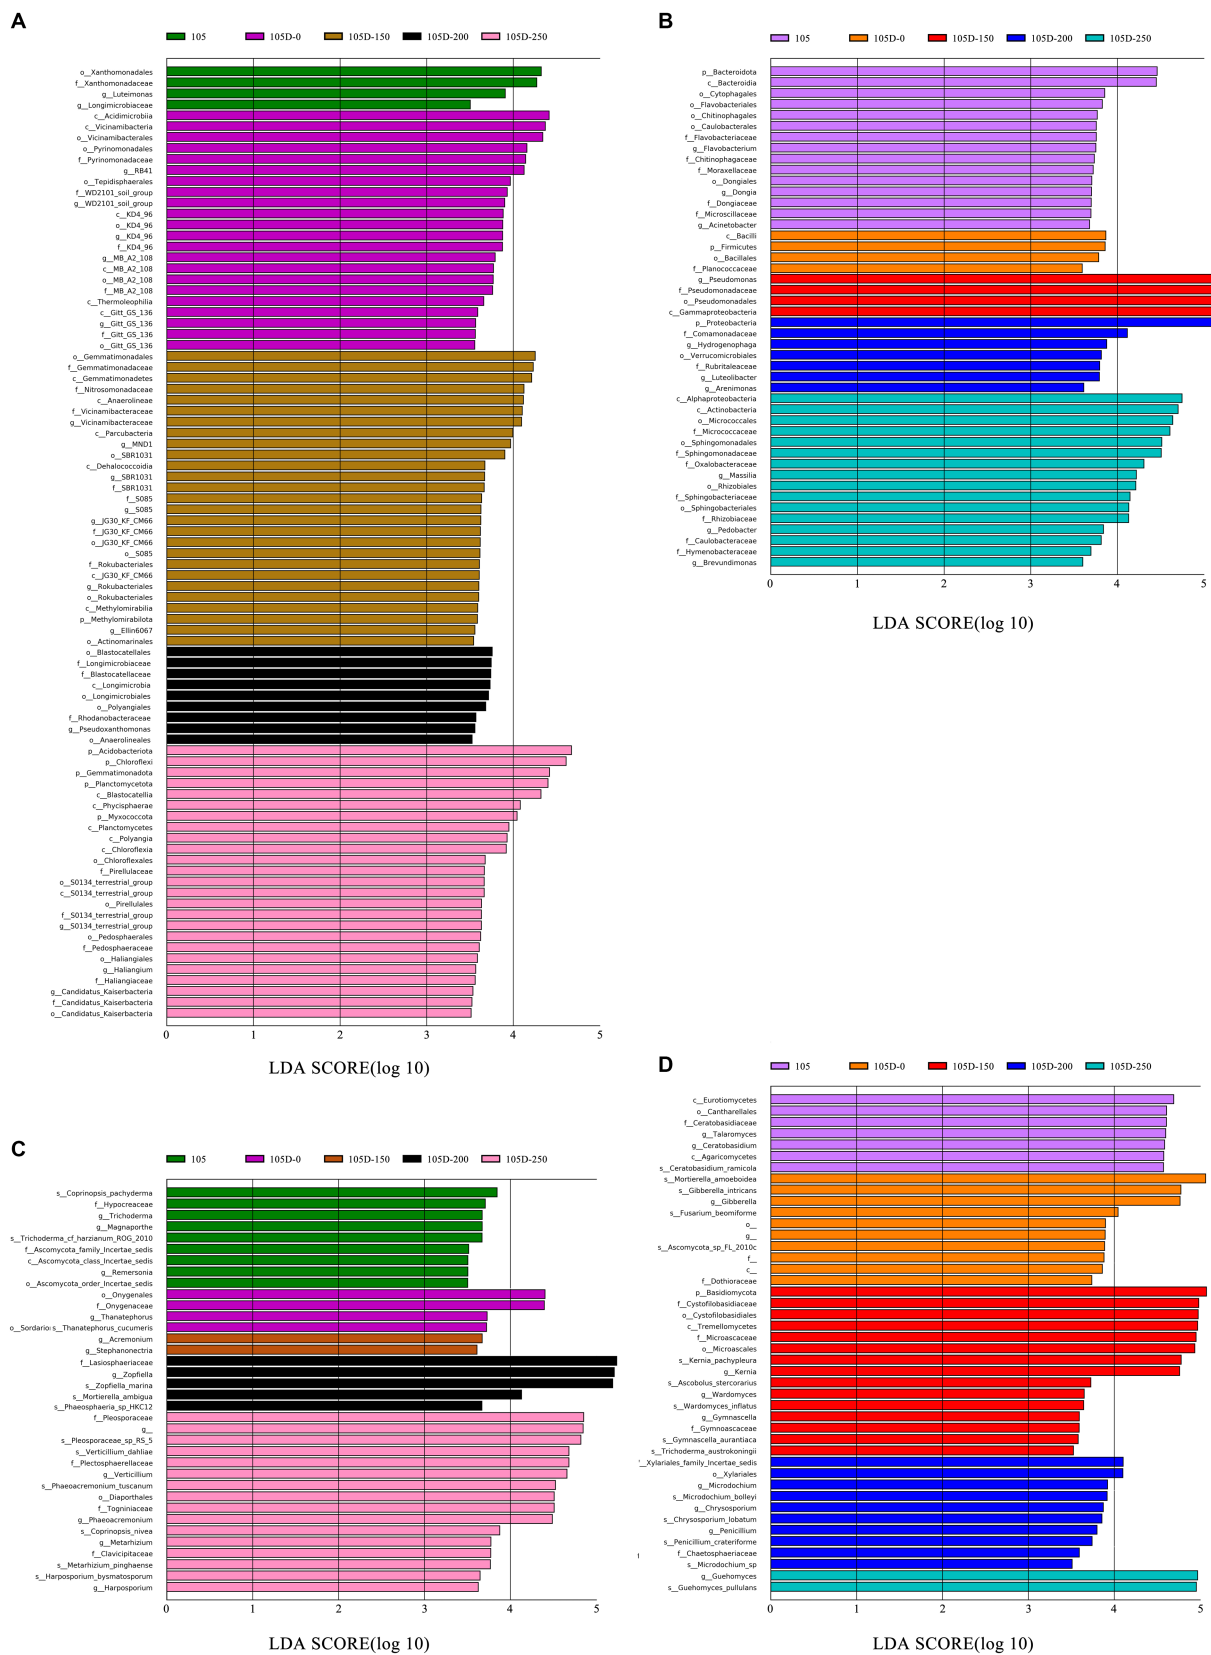 A
105 105D-0 105D-150 105D-200 105D-250
o__Xanthomonadales
f__Xanthomonadaceae
g__Luteimonas
g__Longimicrobiaceae
c__Acidimicrobiia
c__Vicinamibacteria
o__Vicinamibacterales
o__Pyrinomonadales
f__Pyrinomonadaceae
g__RB41
o__Tepidisphaerales
f__WD2101_soil_group
g__WD2101_soil_group
c__KD4_96
o__KD4_96
g__KD4_96
f__KD4_96
g__MB_A2_108
c__MB_A2_108
o__MB_A2_108
f__MB_A2_108
c__Thermoleophilia
c__Gitt_GS_136
g__Gitt_GS_136
f__Gitt_GS_136
o__Gitt_GS_136
o__Gemmatimonadales
f__Gemmatimonadaceae
c__Gemmatimonadetes
f__Nitrosomonadaceae
c__Anaerolineae
f__Vicinamibacteraceae
g__Vicinamibacteraceae
c__Parcubacteria
g__MND1
o__SBR1031
c__Dehalococcoidia
g__SBR1031
f__SBR1031
f__S085
g__S085
g__JG30_KF_CM66
f__JG30_KF_CM66
o__JG30_KF_CM66
o__S085
f__Rokubacteriales
c__JG30_KF_CM66
g__Rokubacteriales
o__Rokubacteriales
c__Methylomirabilia
p__Methylomirabilota
g__Ellin6067
o__Actinomarinales
o__Blastocatellales
f__Longimicrobiaceae
f__Blastocatellaceae
c__Longimicrobia
o__Longimicrobiales
o__Polyangiales
f__Rhodanobacteraceae
g__Pseudoxanthomonas
o__Anaerolineales
p__Acidobacteriota
p__Chloroflexi
p__Gemmatimonadota
p__Planctomycetota
c__Blastocatellia
c__Phycisphaerae
p__Myxococcota
c__Planctomycetes
c__Polyangia
c__Chloroflexia
o__Chloroflexales
f__Pirellulaceae
o__S0134_terrestrial_group
c__S0134_terrestrial_group
o__Pirellulales
f__S0134_terrestrial_group
g__S0134_terrestrial_group
o__Pedosphaerales
f__Pedosphaeraceae
o__Haliangiales
g__Haliangium
f__Haliangiaceae
g__Candidatus_Kaiserbacteria
f__Candidatus_Kaiserbacteria
o__Candidatus_Kaiserbacteria
0 1 2 3 4 5
LDA SCORE(log 10)
B
105 105D-0 105D-150 105D-200 105D-250
p__Bacteroidota
c__Bacteroidia
o__Cytophagales
o__Flavobacteriales
o__Chitinophagales
o__Caulobacterales
f__Flavobacteriaceae
g__Flavobacterium
f__Chitinophagaceae
f__Moraxellaceae
o__Dongiales
g__Dongia
f__Dongiaceae
f__Microscillaceae
g__Acinetobacter
c__Bacilli
p__Firmicutes
o__Bacillales
f__Planococcaceae
g__Pseudomonas
f__Pseudomonadaceae
o__Pseudomonadales
c__Gammaproteobacteria
p__Proteobacteria
f__Comamonadaceae
g__Hydrogenophaga
o__Verrucomicrobiales
f__Rubritaleaceae
g__Luteolibacter
g__Arenimonas
c__Alphaproteobacteria
c__Actinobacteria
o__Micrococcales
f__Micrococcaceae
o__Sphingomonadales
f__Sphingomonadaceae
f__Oxalobacteraceae
g__Massilia
o__Rhizobiales
f__Sphingobacteriaceae
o__Sphingobacteriales
f__Rhizobiaceae
g__Pedobacter
f__Caulobacteraceae
f__Hymenobacteraceae
g__Brevundimonas
0 1 2 3 4 5
LDA SCORE(log 10)
C
105 105D-0 105D-150 105D-200 105D-250
s__Coprinopsis_pachyderma
f__Hypocreaceae
g__Trichoderma
g__Magnaporthe
s__Trichoderma_cf_harzianum_ROG_2010
f__Ascomycota_family_Incertae_sedis
c__Ascomycota_class_Incertae_sedis
g__Remersonia
o__Ascomycota_order_Incertae_sedis
o__Onygenales
f__Onygenaceae
g__Thanatephorus
o__Sordario s__Thanatephorus_cucumeris
g__Acremonium
g__Stephanonectria
f__Lasiosphaeriaceae
g__Zopfiella
s__Zopfiella_marina
s__Mortierella_ambigua
s__Phaeosphaeria_sp_HKC12
f__Pleosporaceae
g__
s__Pleosporaceae_sp_RS_5
s__Verticillium_dahliae
f__Plectosphaerellaceae
g__Verticillium
s__Phaeoacremonium_tuscanum
o__Diaporthales
f__Togniniaceae
g__Phaeoacremonium
s__Coprinopsis_nivea
g__Metarhizium
f__Clavicipitaceae
s__Metarhizium_pinghaense
s__Harposporium_bysmatosporum
g__Harposporium
0 1 2 3 4 5
LDA SCORE(log 10)
D
105 105D-0 105D-150 105D-200 105D-250
c__Eurotiomycetes
o__Cantharellales
f__Ceratobasidiaceae
g__Talaromyces
g__Ceratobasidium
c__Agaricomycetes
s__Ceratobasidium_ramicola
s__Mortierella_amoeboidea
s__Gibberella_intricans
g__Gibberella
s__Fusarium_beomiforme
o__
g__
s__Ascomycota_sp_FL_2010c
f__
c__
f__Dothioraceae
p__Basidiomycota
f__Cystofilobasidiaceae
o__Cystofilobasidiales
c__Tremellomycetes
f__Microascaceae
o__Microascales
s__Kernia_pachypleura
g__Kernia
s__Ascobolus_stercorarius
g__Wardomyces
s__Wardomyces_inflatus
g__Gymnascella
f__Gymnoascaceae
s__Gymnascella_aurantiaca
s__Trichoderma_austrokoningii
__Xylariales_family_Incertae_sedis
o__Xylariales
g__Microdochium
s__Microdochium_bolleyi
g__Chrysosporium
s__Chrysosporium_lobatum
g__Penicillium
s__Penicillium_crateriforme
f__Chaetosphaeriaceae
s__Microdochium_sp
g__Guehomyces
s__Guehomyces_pullulans
0 1 2 3 4 5
LDA SCORE(log 10)